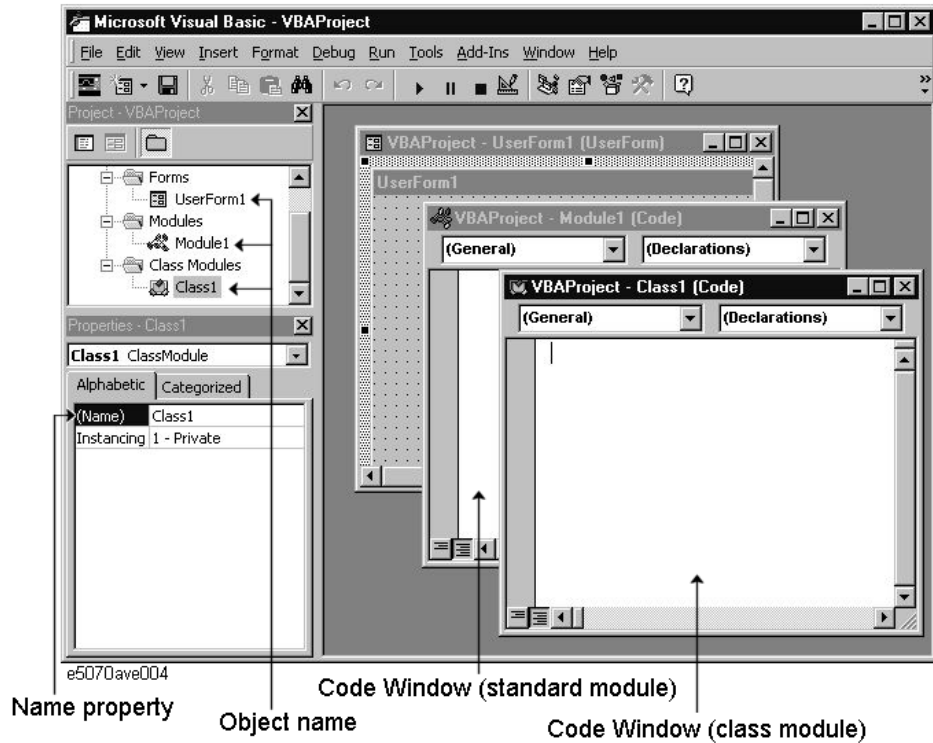 Microsoft Visual Basic - VBAProject
File Edit View Insert Format Debug Run Tools Add-Ins Window Help
Project - VBAProject
Forms
UserForm1
Modules
Module1
Class Modules
Class1
Properties - Class1
Class1 ClassModule
Alphabetic Categorized
(Name) Class1
Instancing 1 - Private
VBAProject - UserForm1 (UserForm)
UserForm1
VBAProject - Module1 (Code)
(General) (Declarations)
VBAProject - Class1 (Code)
(General) (Declarations)
e5070ave004
Name property
Object name
Code Window (standard module)
Code Window (class module)